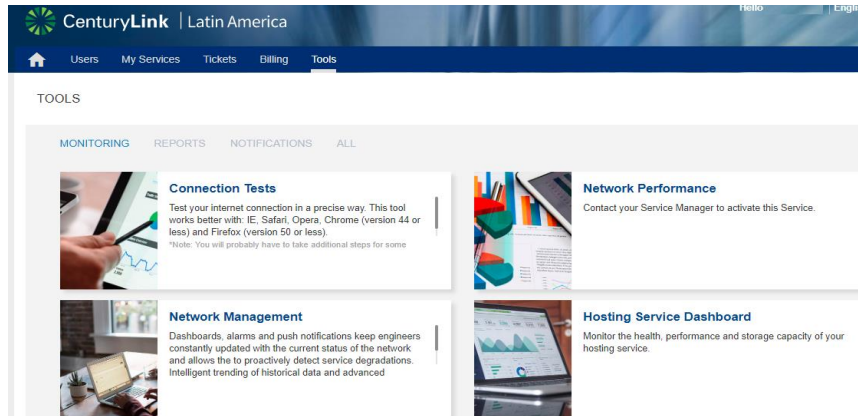 CenturyLink | Latin America
Hello
Users My Services Tickets Billing Tools
TOOLS
MONITORING REPORTS NOTIFICATIONS ALL
Connection Tests
Test your internet connection in a precise way. This tool
works better with: IE, Safari, Opera, Chrome (version 44 or
less) and Firefox (version 50 or less).
*Note: You will probably have to take additional steps for some
Network Performance
Contact your Service Manager to activate this Service.
Network Management
Dashboards, alarms and push notifications keep engineers
constantly updated with the current status of the network
and allows the to proactively detect service degradations.
Intelligent trending of historical data and advanced
Hosting Service Dashboard
Monitor the health, performance and storage capacity of your
hosting service.